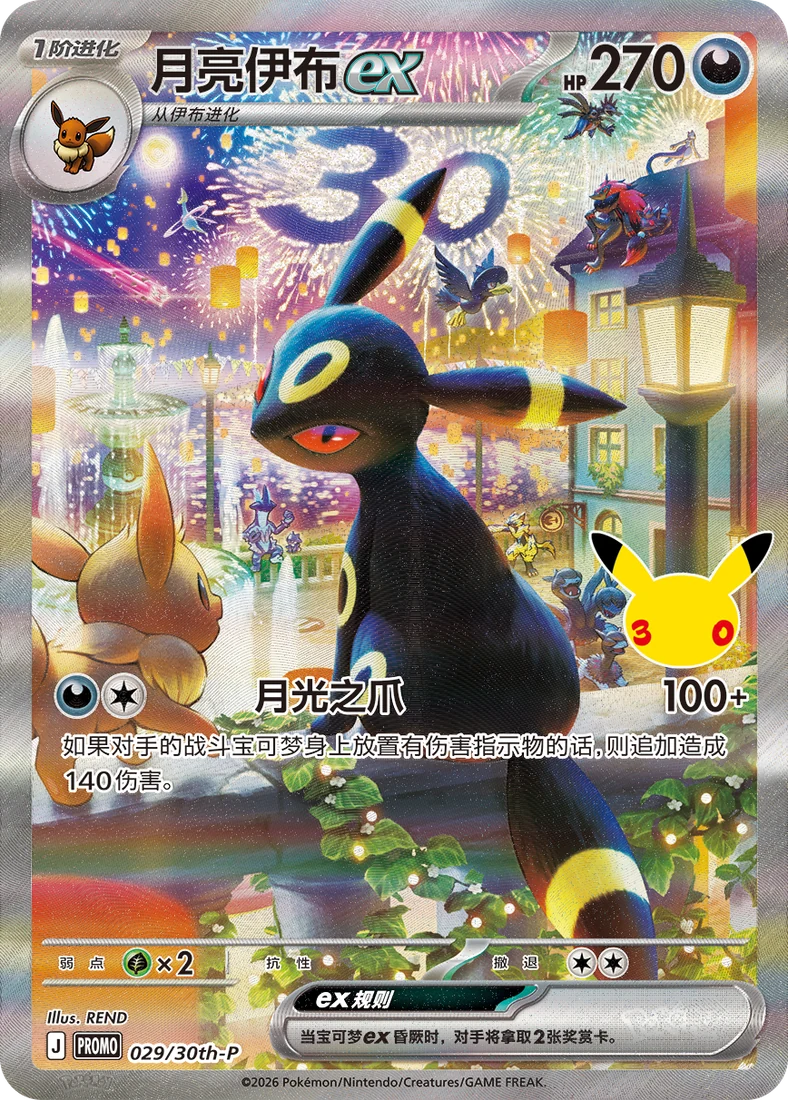 1阶进化
月亮伊布ex
HP270
从伊布进化
30
3 0
月光之爪 100+
如果对手的战斗宝可梦身上放置有伤害指示物的话,则追加造成
140伤害。
弱点 ×2 抗性 撤退
ex规则
当宝可梦ex昏厥时，对手将拿取2张奖赏卡。
Illus. REND
J PROMO 029/30th-P
©2026 Pokémon/Nintendo/Creatures/GAME FREAK.